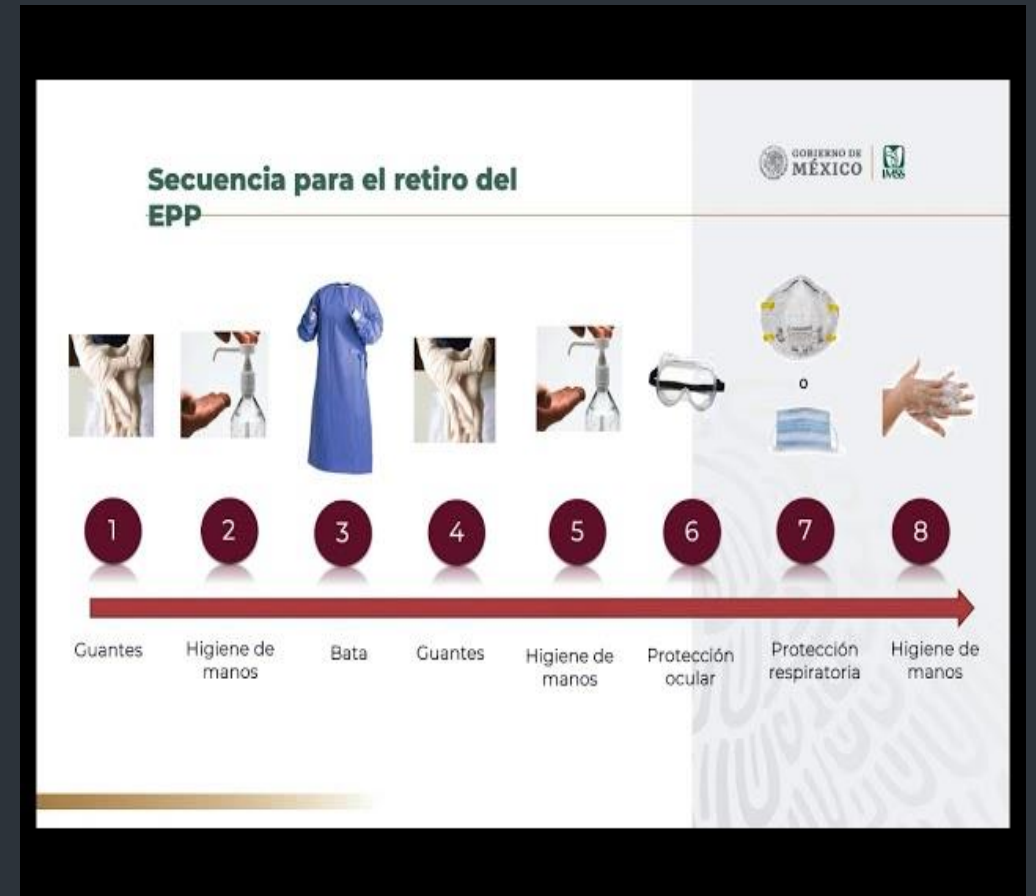 Secuencia para el retiro del
EPP
GOBIERNO DE
MÉXICO
IMSS
o
1
2
3
4
5
6
7
8
Guantes
Higiene de
manos
Bata
Guantes
Higiene de
manos
Protección
ocular
Protección
respiratoria
Higiene de
manos